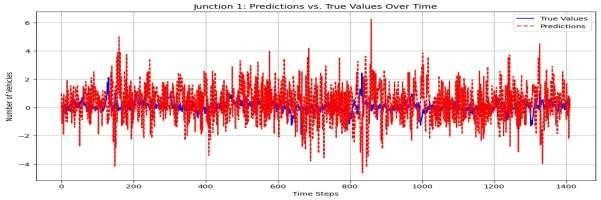 Junction 1: Predictions vs. True Values Over Time
True Values
Predictions
Number of Vehicles
6
4
2
0
−2
−4
0 200 400 600 800 1000 1200 1400
Time Steps